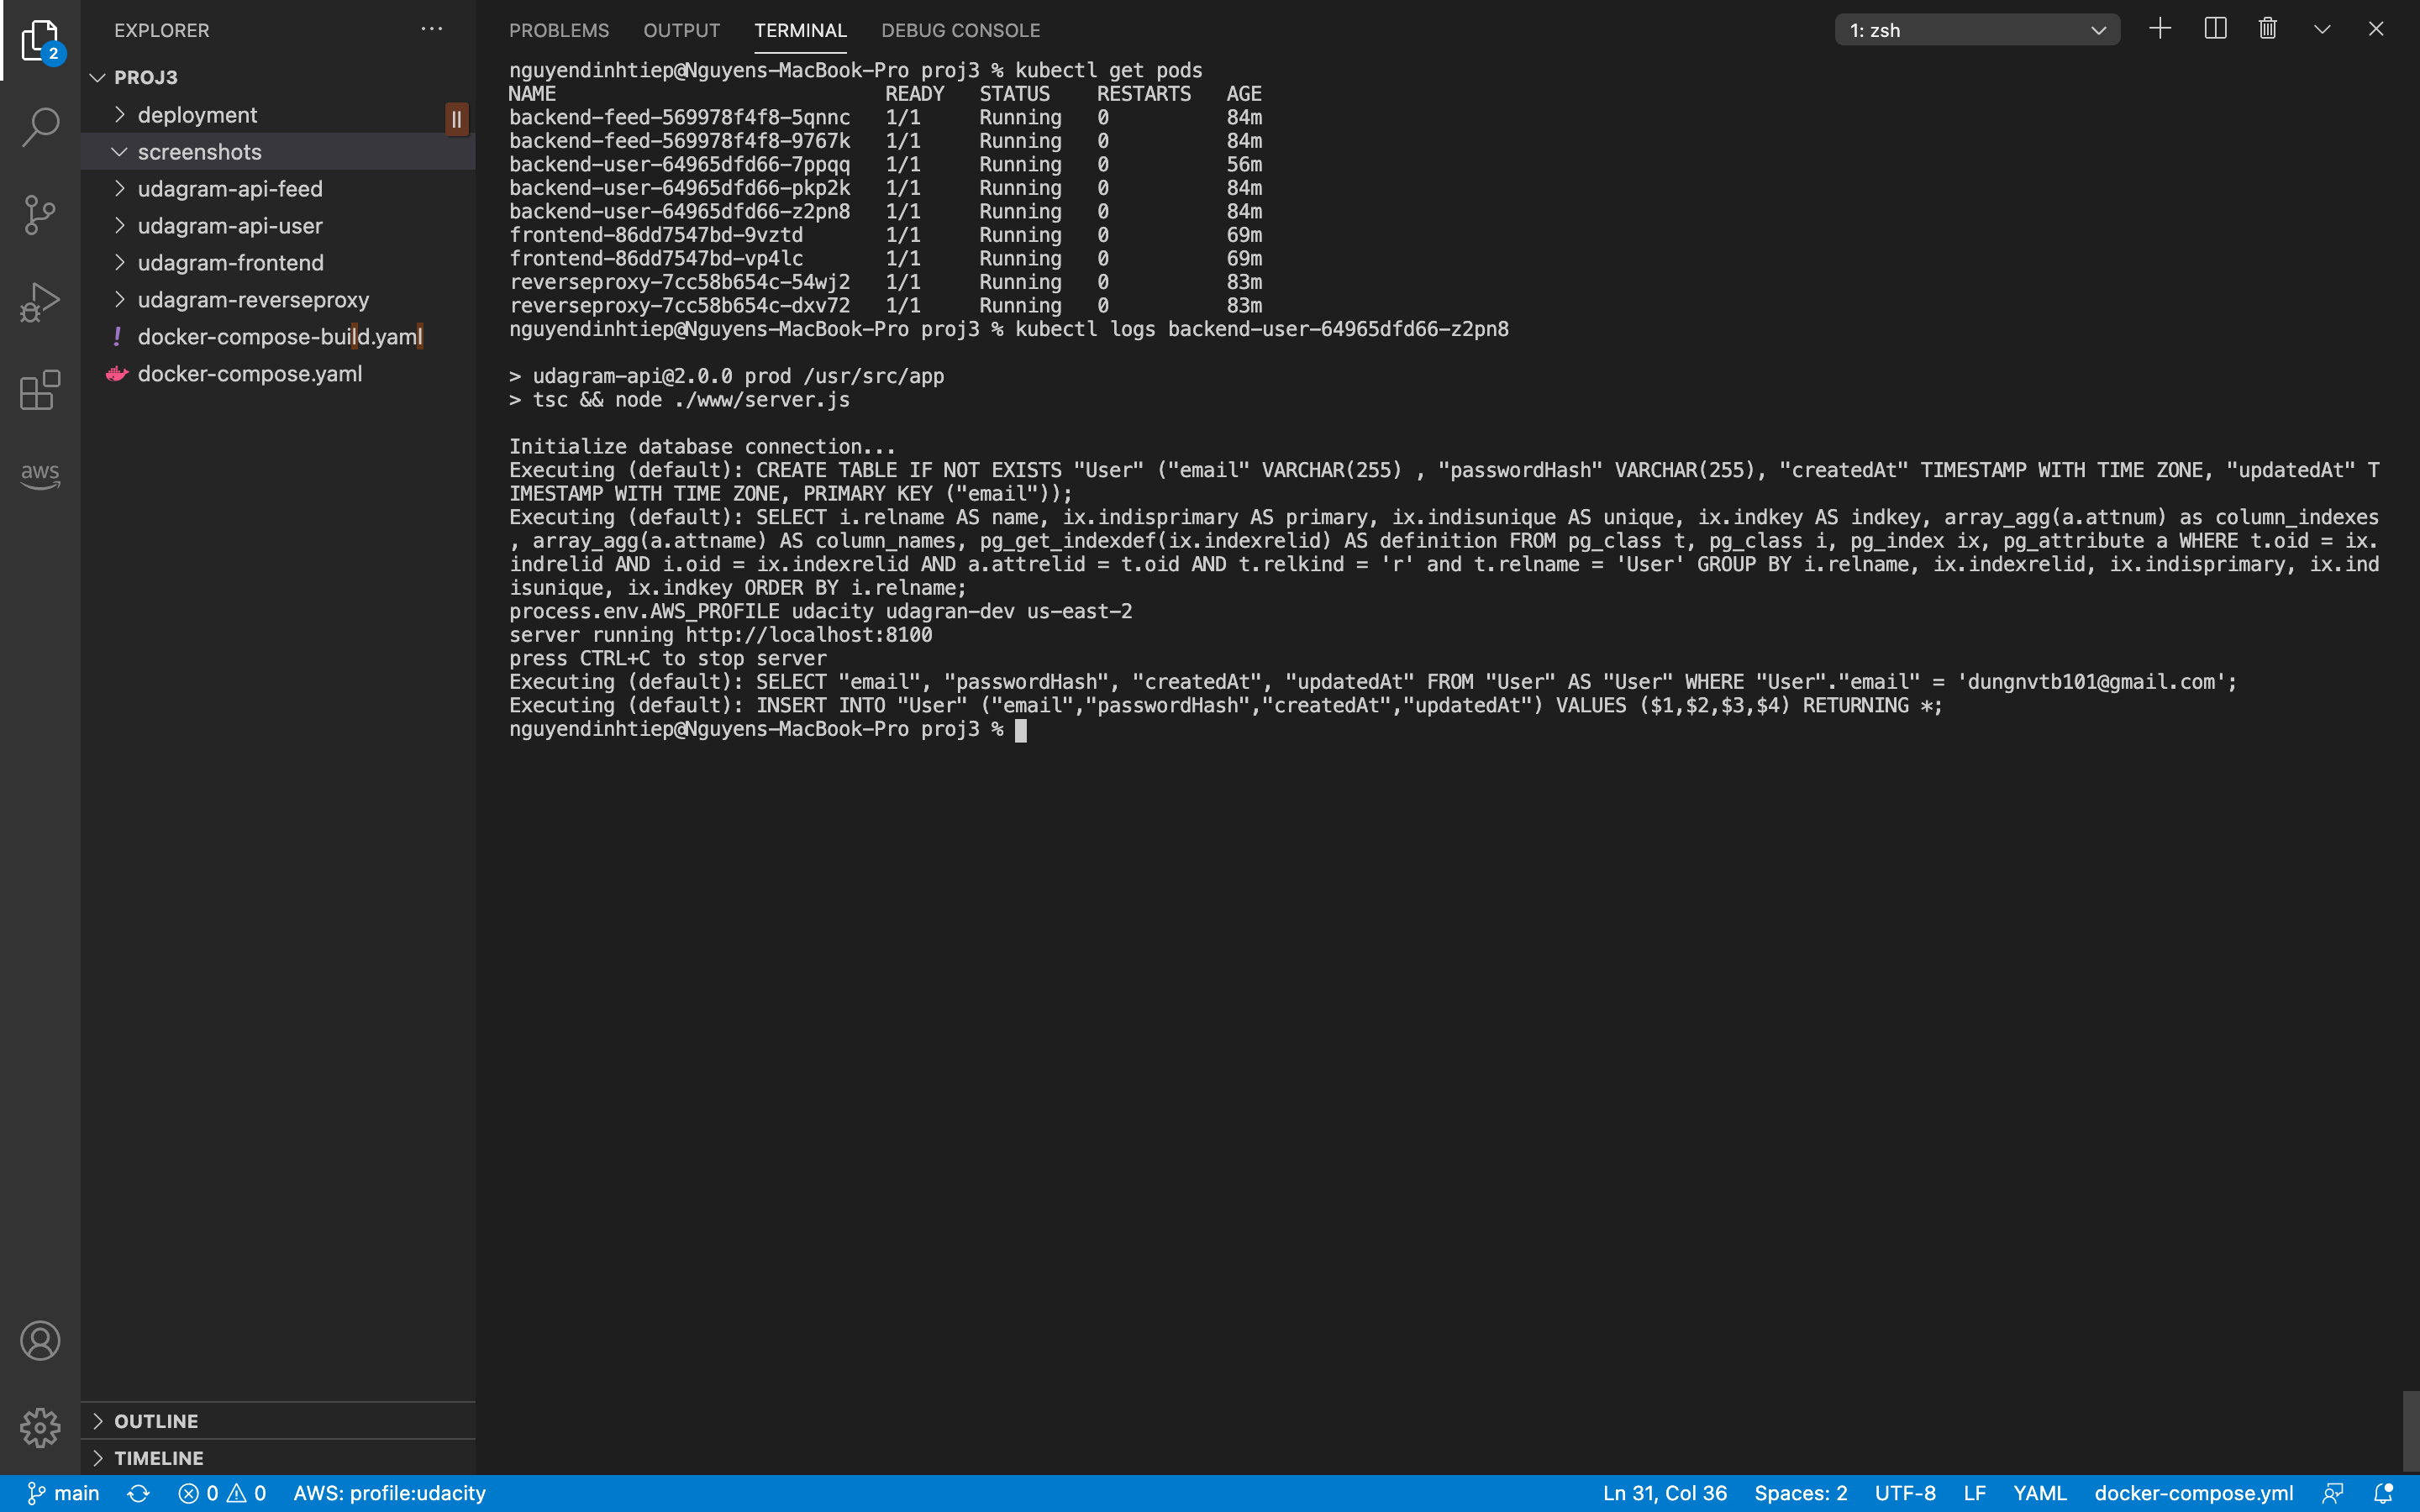 2
aws
EXPLORER
PROJ3
deployment
screenshots
udagram-api-feed
udagram-api-user
udagram-frontend
udagram-reverseproxy
! docker-compose-build.yaml
docker-compose.yaml
OUTLINE
TIMELINE
PROBLEMS OUTPUT TERMINAL DEBUG CONSOLE
1: zsh
nguyendinhtiep@Nguyens-MacBook-Pro proj3 % kubectl get pods
NAME READY STATUS RESTARTS AGE
backend-feed-569978f4f8-5qnnc 1/1 Running 0 84m
backend-feed-569978f4f8-9767k 1/1 Running 0 84m
backend-user-64965dfd66-7ppqq 1/1 Running 0 56m
backend-user-64965dfd66-pkp2k 1/1 Running 0 84m
backend-user-64965dfd66-z2pn8 1/1 Running 0 84m
frontend-86dd7547bd-9vztd 1/1 Running 0 69m
frontend-86dd7547bd-vp4lc 1/1 Running 0 69m
reverseproxy-7cc58b654c-54wj2 1/1 Running 0 83m
reverseproxy-7cc58b654c-dxv72 1/1 Running 0 83m
nguyendinhtiep@Nguyens-MacBook-Pro proj3 % kubectl logs backend-user-64965dfd66-z2pn8
> udagram-api@2.0.0 prod /usr/src/app
> tsc && node ./www/server.js
Initialize database connection...
Executing (default): CREATE TABLE IF NOT EXISTS "User" ("email" VARCHAR(255) , "passwordHash" VARCHAR(255), "createdAt" TIMESTAMP WITH TIME ZONE, "updatedAt" T
IMESTAMP WITH TIME ZONE, PRIMARY KEY ("email"));
Executing (default): SELECT i.relname AS name, ix.indisprimary AS primary, ix.indisunique AS unique, ix.indkey AS indkey, array_agg(a.attnum) as column_indexes
, array_agg(a.attname) AS column_names, pg_get_indexdef(ix.indexrelid) AS definition FROM pg_class t, pg_class i, pg_index ix, pg_attribute a WHERE t.oid = ix.
indrelid AND i.oid = ix.indexrelid AND a.attrelid = t.oid AND t.relkind = 'r' and t.relname = 'User' GROUP BY i.relname, ix.indexrelid, ix.indisprimary, ix.ind
isunique, ix.indkey ORDER BY i.relname;
process.env.AWS_PROFILE udacity udagran-dev us-east-2
server running http://localhost:8100
press CTRL+C to stop server
Executing (default): SELECT "email", "passwordHash", "createdAt", "updatedAt" FROM "User" AS "User" WHERE "User"."email" = 'dungnvtb101@gmail.com';
Executing (default): INSERT INTO "User" ("email","passwordHash","createdAt","updatedAt") VALUES ($1,$2,$3,$4) RETURNING *;
nguyendinhtiep@Nguyens-MacBook-Pro proj3 %
main 0 0 AWS: profile:udacity Ln 31, Col 36 Spaces: 2 UTF-8 LF YAML docker-compose.yml